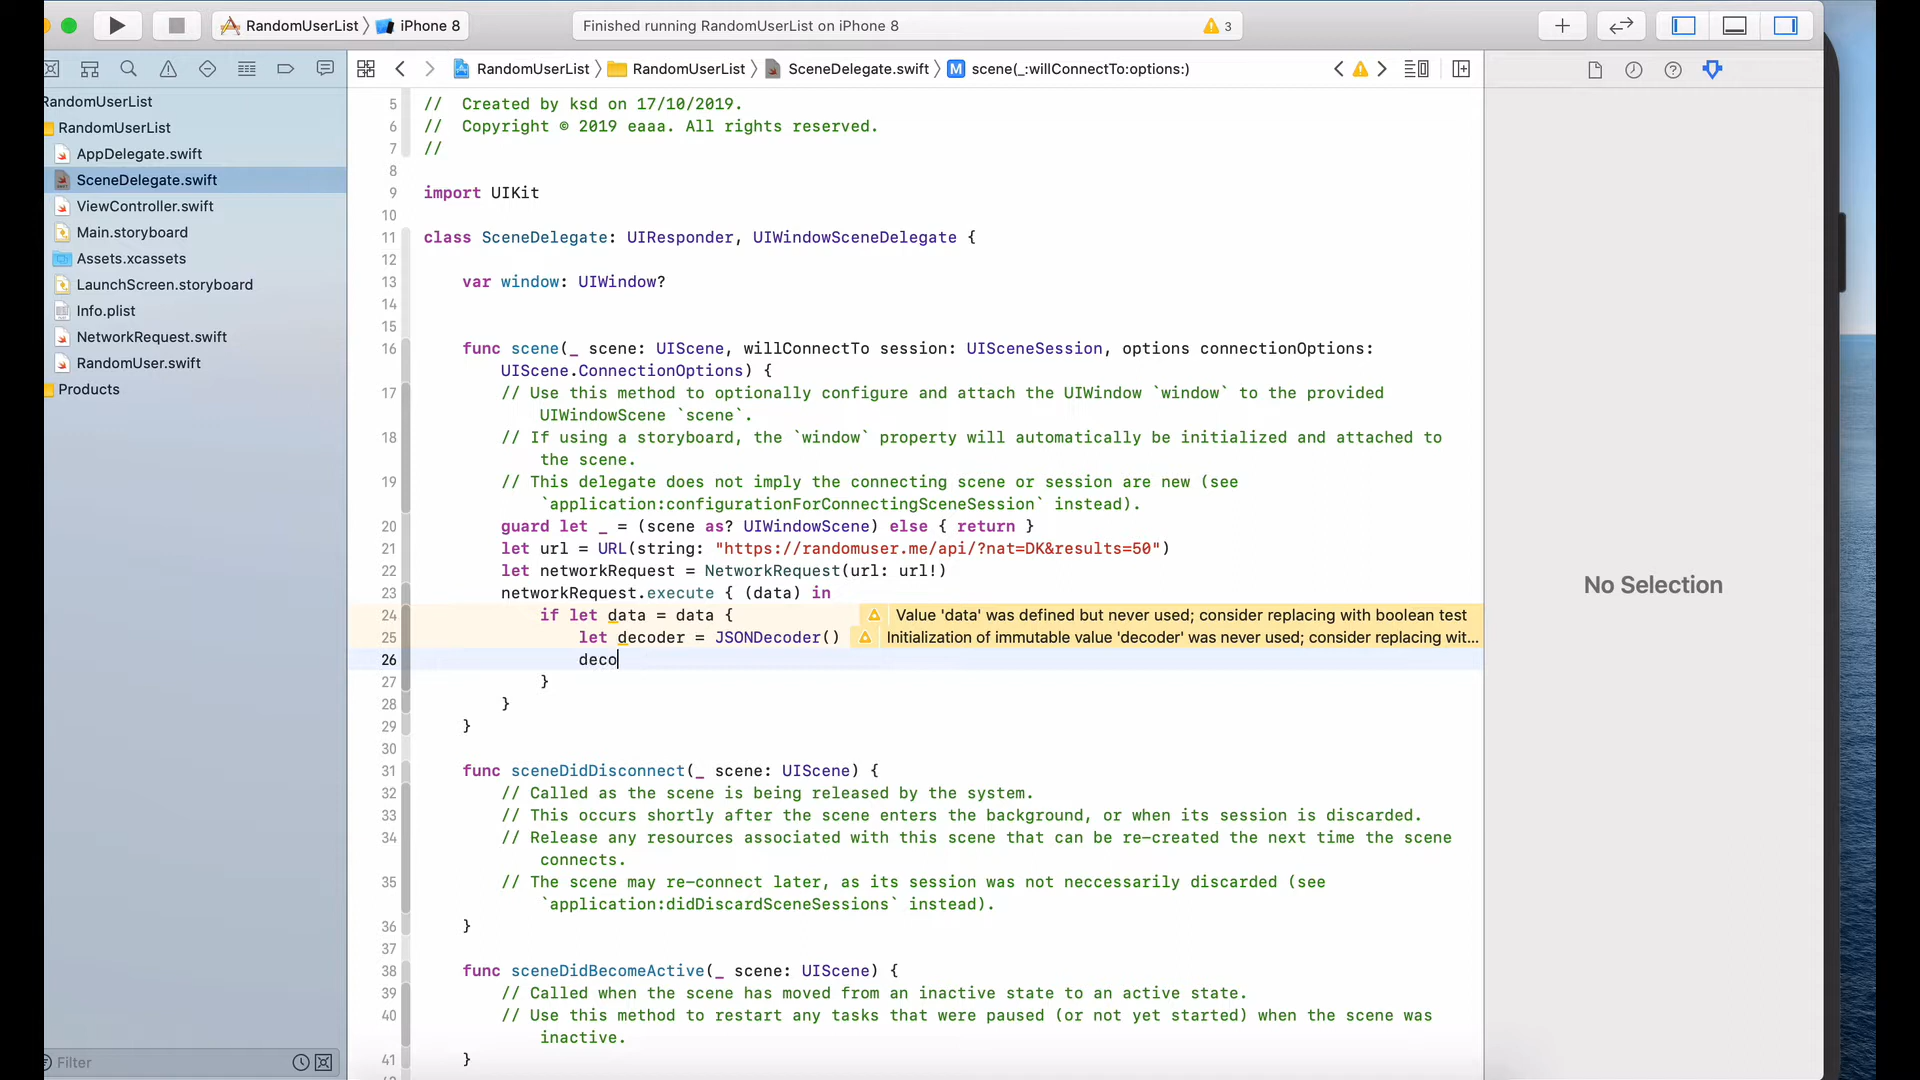 RandomUserList
iPhone 8
Finished running RandomUserList on iPhone 8
3
RandomUserList
RandomUserList
SceneDelegate.swift
M
scene(_:willConnectTo:options:)
RandomUserList
RandomUserList
AppDelegate.swift
SceneDelegate.swift
ViewController.swift
Main.storyboard
Assets.xcassets
LaunchScreen.storyboard
Info.plist
NetworkRequest.swift
RandomUser.swift
Products
Filter
5 //  Created by ksd on 17/10/2019.
6 //  Copyright © 2019 eaaa. All rights reserved.
7 //
8
9 import UIKit
10
11 class SceneDelegate: UIResponder, UIWindowSceneDelegate {
12
13 var window: UIWindow?
14
15
16 func scene(_ scene: UIScene, willConnectTo session: UISceneSession, options connectionOptions:
UIScene.ConnectionOptions) {
17 // Use this method to optionally configure and attach the UIWindow `window` to the provided
UIWindowScene `scene`.
18 // If using a storyboard, the `window` property will automatically be initialized and attached to
the scene.
19 // This delegate does not imply the connecting scene or session are new (see
`application:configurationForConnectingSceneSession` instead).
20 guard let _ = (scene as? UIWindowScene) else { return }
21 let url = URL(string: "https://randomuser.me/api/?nat=DK&results=50")
22 let networkRequest = NetworkRequest(url: url!)
23 networkRequest.execute { (data) in
24 if let data = data { Value 'data' was defined but never used; consider replacing with boolean test
25 let decoder = JSONDecoder() Initialization of immutable value 'decoder' was never used; consider replacing wit...
26 deco
27 }
28 }
29 }
30
31 func sceneDidDisconnect(_ scene: UIScene) {
32 // Called as the scene is being released by the system.
33 // This occurs shortly after the scene enters the background, or when its session is discarded.
34 // Release any resources associated with this scene that can be re-created the next time the scene
connects.
35 // The scene may re-connect later, as its session was not neccessarily discarded (see
`application:didDiscardSceneSessions` instead).
36 }
37
38 func sceneDidBecomeActive(_ scene: UIScene) {
39 // Called when the scene has moved from an inactive state to an active state.
40 // Use this method to restart any tasks that were paused (or not yet started) when the scene was
inactive.
41 }
No Selection